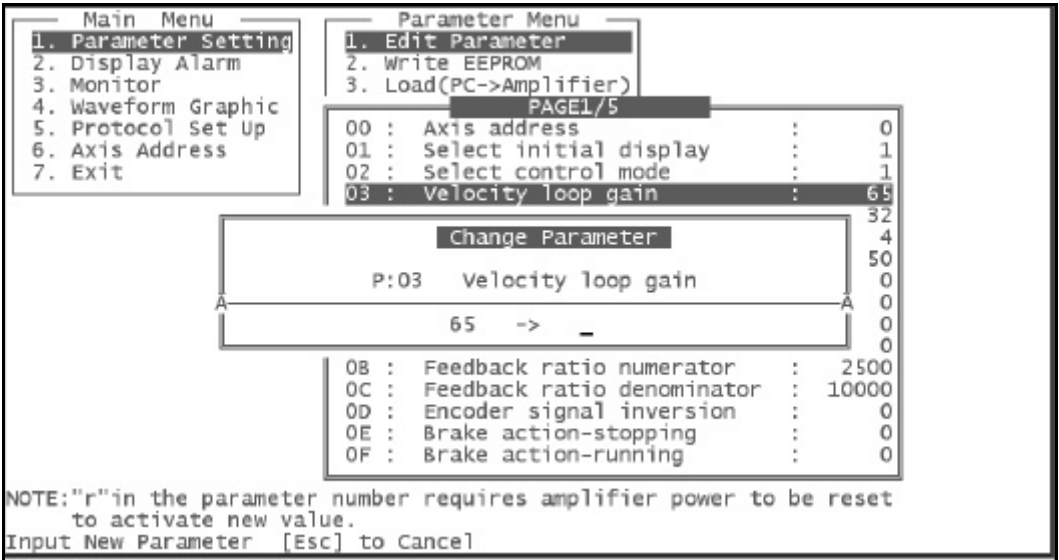 Main Menu
1. Parameter Setting
2. Display Alarm
3. Monitor
4. Waveform Graphic
5. Protocol Set Up
6. Axis Address
7. Exit
Parameter Menu
1. Edit Parameter
2. Write EEPROM
3. Load(PC->Amplifier)
PAGE1/5
00 : Axis address : 0
01 : Select initial display : 1
02 : Select control mode : 1
03 : Velocity loop gain : 65
32
4
50
0
0
0
0
Change Parameter
P:03 Velocity loop gain
A A
65 -> _
0B : Feedback ratio numerator : 2500
0C : Feedback ratio denominator : 10000
0D : Encoder signal inversion : 0
0E : Brake action-stopping : 0
0F : Brake action-running : 0
NOTE:"r"in the parameter number requires amplifier power to be reset
to activate new value.
Input New Parameter [Esc] to Cancel